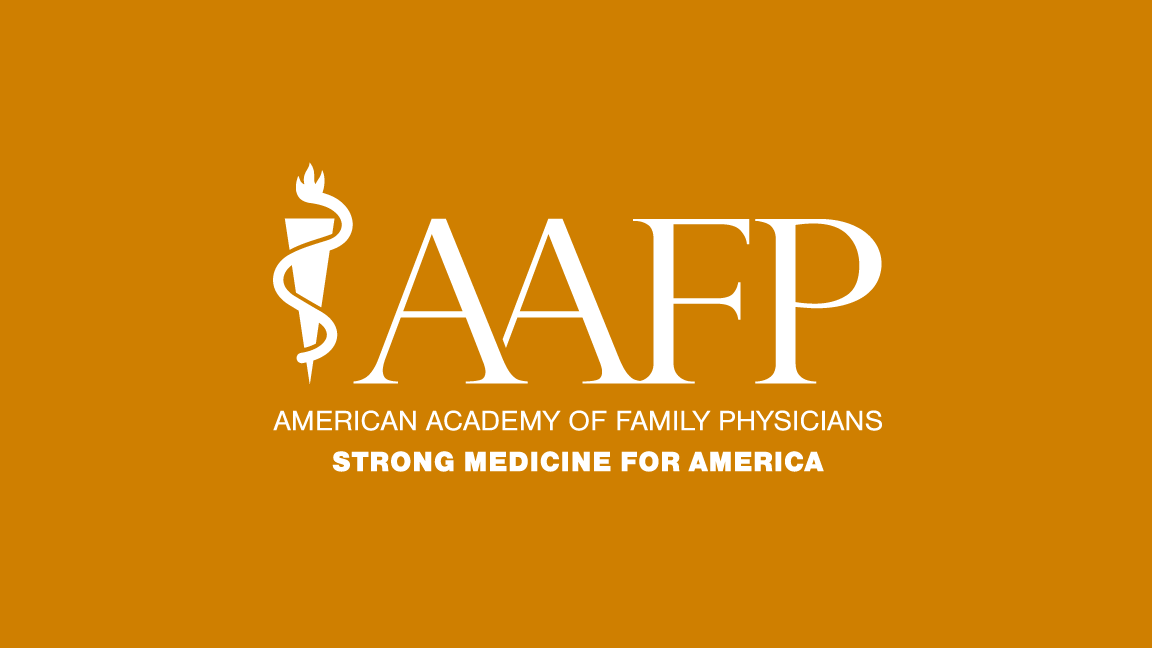 AAFP
AMERICAN ACADEMY OF FAMILY PHYSICIANS
STRONG MEDICINE FOR AMERICA